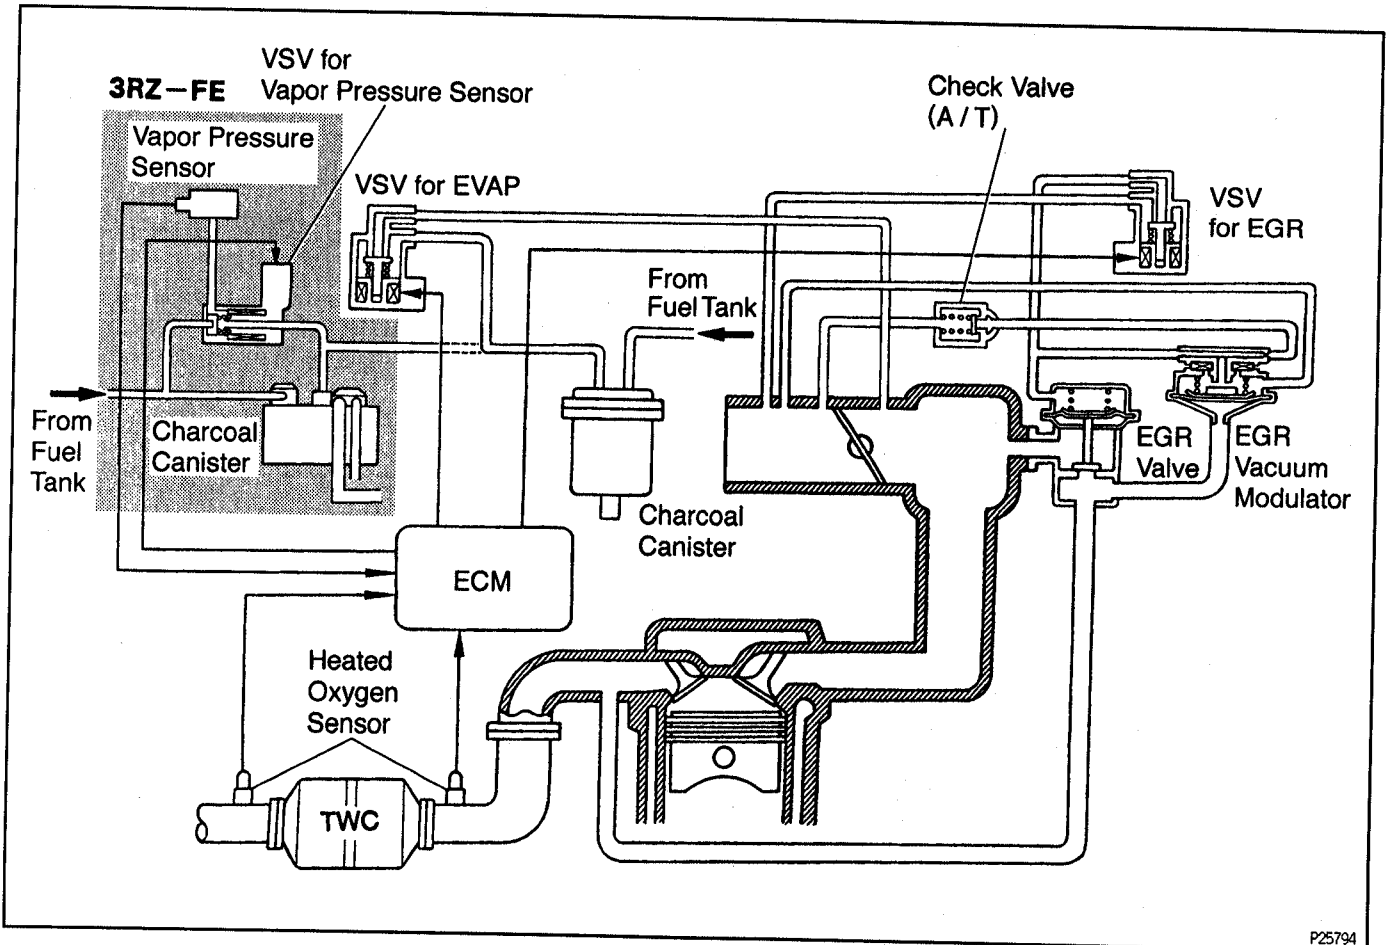 VSV for
3RZ-FE Vapor Pressure Sensor
Vapor Pressure
Sensor
VSV for EVAP
Check Valve
(A / T)
VSV
for EGR
From
Fuel Tank
From
Fuel
Tank
Charcoal
Canister
Charcoal
Canister
EGR
Valve
EGR
Vacuum
Modulator
ECM
Heated
Oxygen
Sensor
TWC
P25794